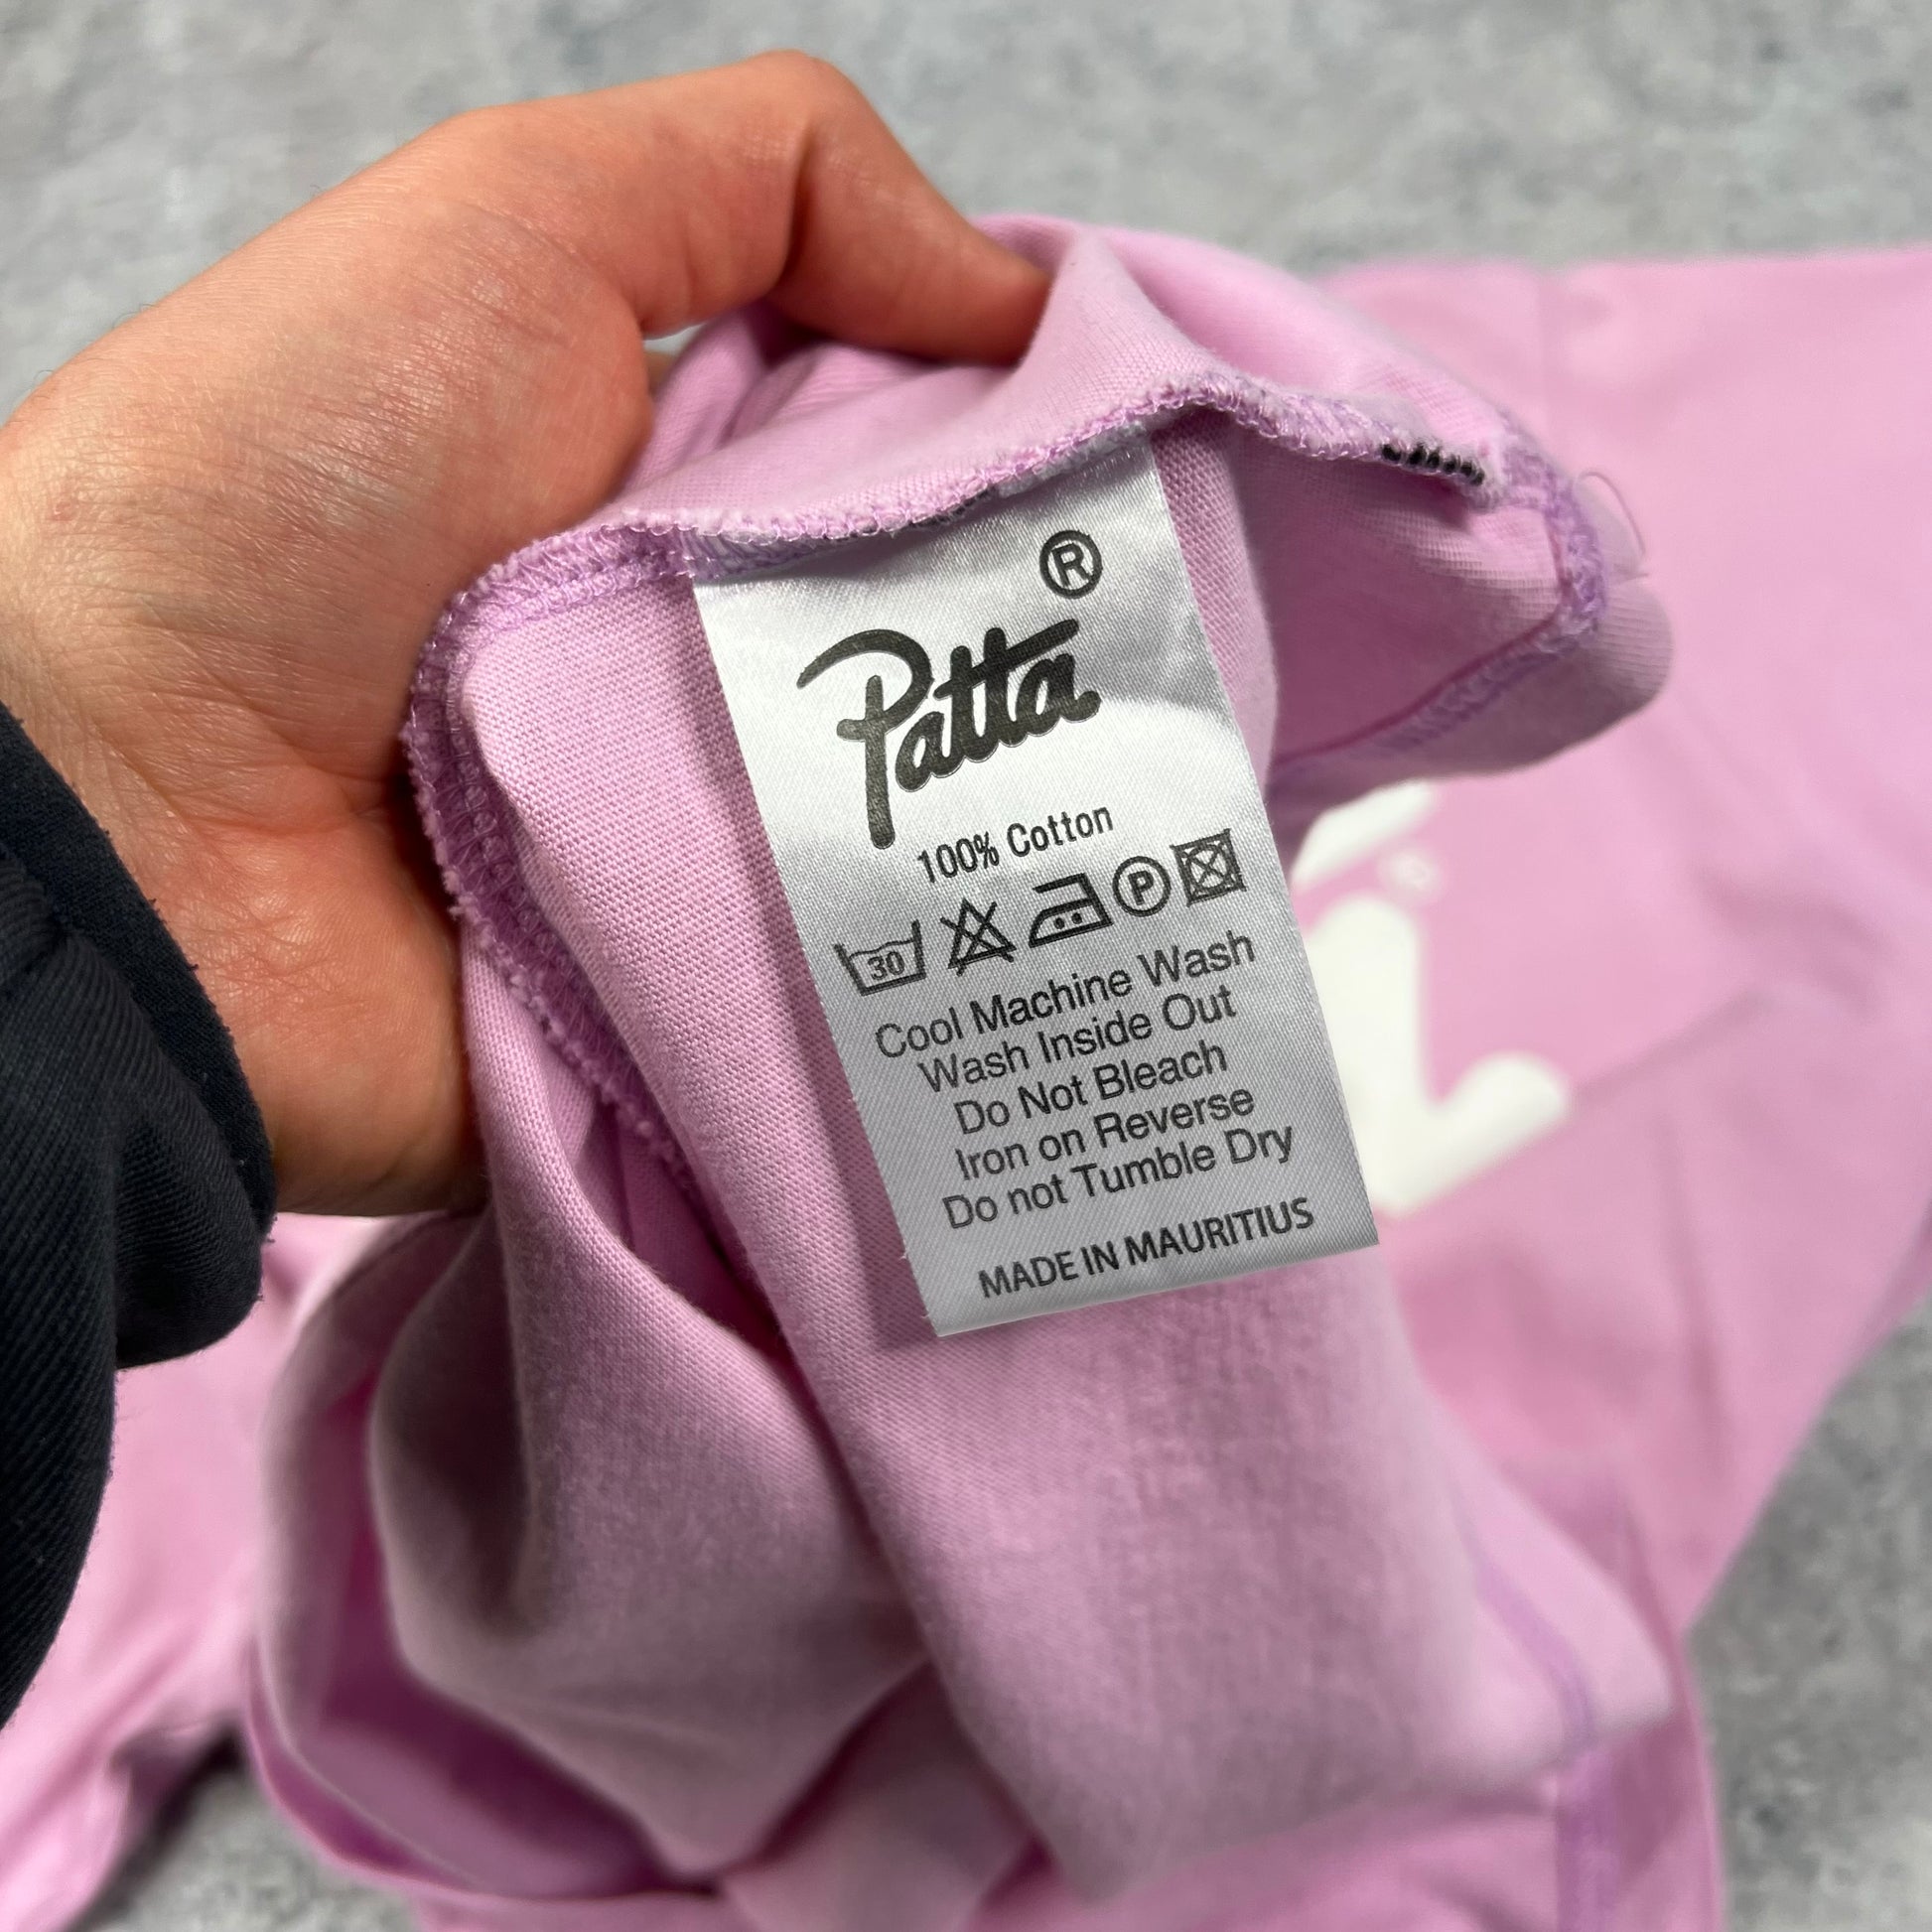 ®
Patta
100% Cotton
30 P
Cool Machine Wash
Wash Inside Out
Do Not Bleach
Iron on Reverse
Do not Tumble Dry
MADE IN MAURITIUS